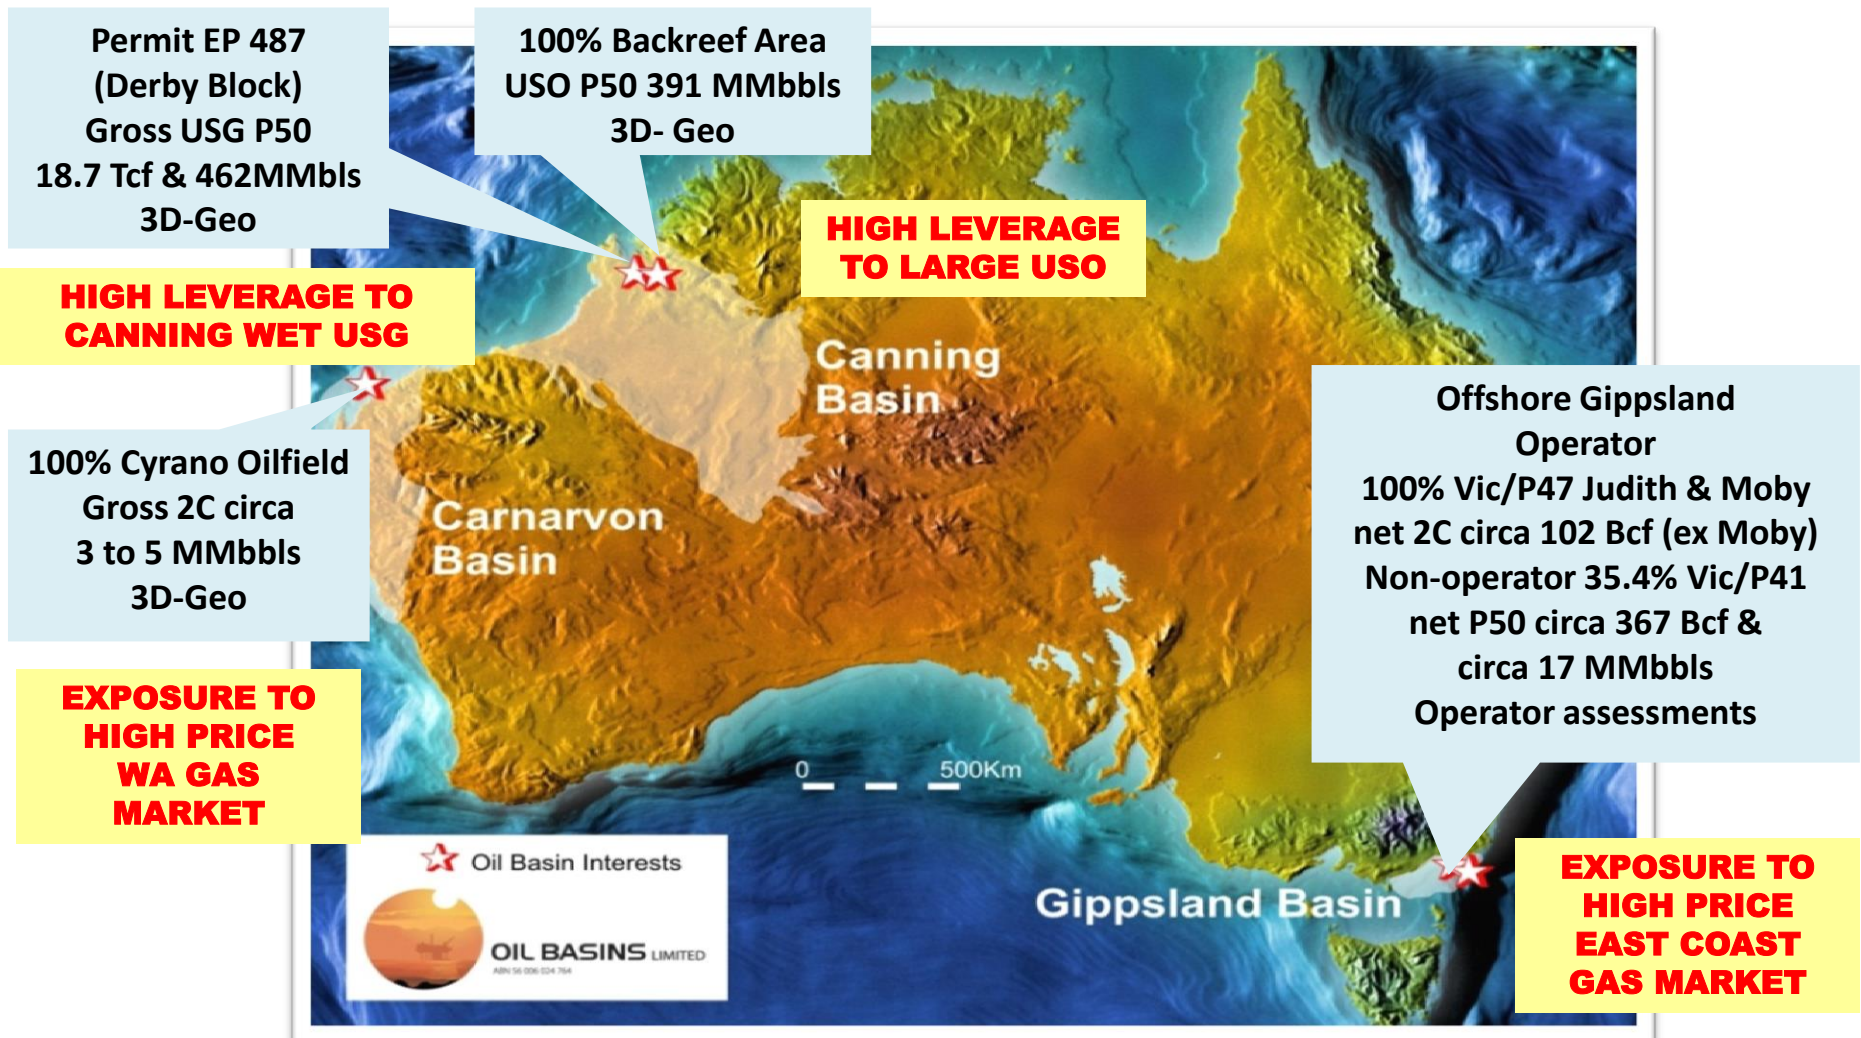 Permit EP 487
(Derby Block)
Gross USG P50
18.7 Tcf & 462MMbls
3D-Geo
100% Backreef Area
USO P50 391 MMbbls
3D- Geo
HIGH LEVERAGE
TO LARGE USO
HIGH LEVERAGE TO
CANNING WET USG
Canning
Basin
100% Cyrano Oilfield
Gross 2C circa
3 to 5 MMbbls
3D-Geo
Carnarvon
Basin
Offshore Gippsland
Operator
100% Vic/P47 Judith & Moby
net 2C circa 102 Bcf (ex Moby)
Non-operator 35.4% Vic/P41
net P50 circa 367 Bcf &
circa 17 MMbbls
Operator assessments
EXPOSURE TO
HIGH PRICE
WA GAS
MARKET
0 500Km
Oil Basin Interests
OIL BASINS LIMITED
ABN 56 006 024 764
Gippsland Basin
EXPOSURE TO
HIGH PRICE
EAST COAST
GAS MARKET